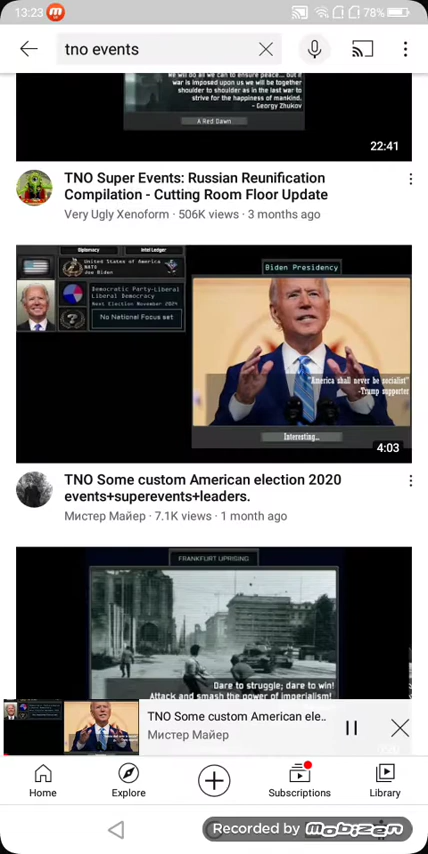 13:23
78%
tno events
we will do all we can to ensure peace... but if
war is imposed upon us we will be together
shoulder to shoulder as in the last war to
strive for the happiness of mankind.
- Georgy Zhukov
A Red Dawn
22:41
TNO Super Events: Russian Reunification
Compilation - Cutting Room Floor Update
Very Ugly Xenoform · 506K views · 3 months ago
Diplomacy
Intel Ledger
United States of America
NATO
Joe Biden
Democratic Party-Liberal
Liberal Democracy
Next Election November 2024
No National Focus set
Biden Presidency
"America shall never be socialist"
-Trump supporter
Interesting...
4:03
TNO Some custom American election 2020
events+superevents+leaders.
Мистер Майер · 7.1K views · 1 month ago
FRANKFURT UPRISING
Dare to struggle; dare to win!
Attack and smash the power of imperialism!
TNO Some custom American ele..
Мистер Майер
Home
Explore
Subscriptions
Library
Recorded by mobizen